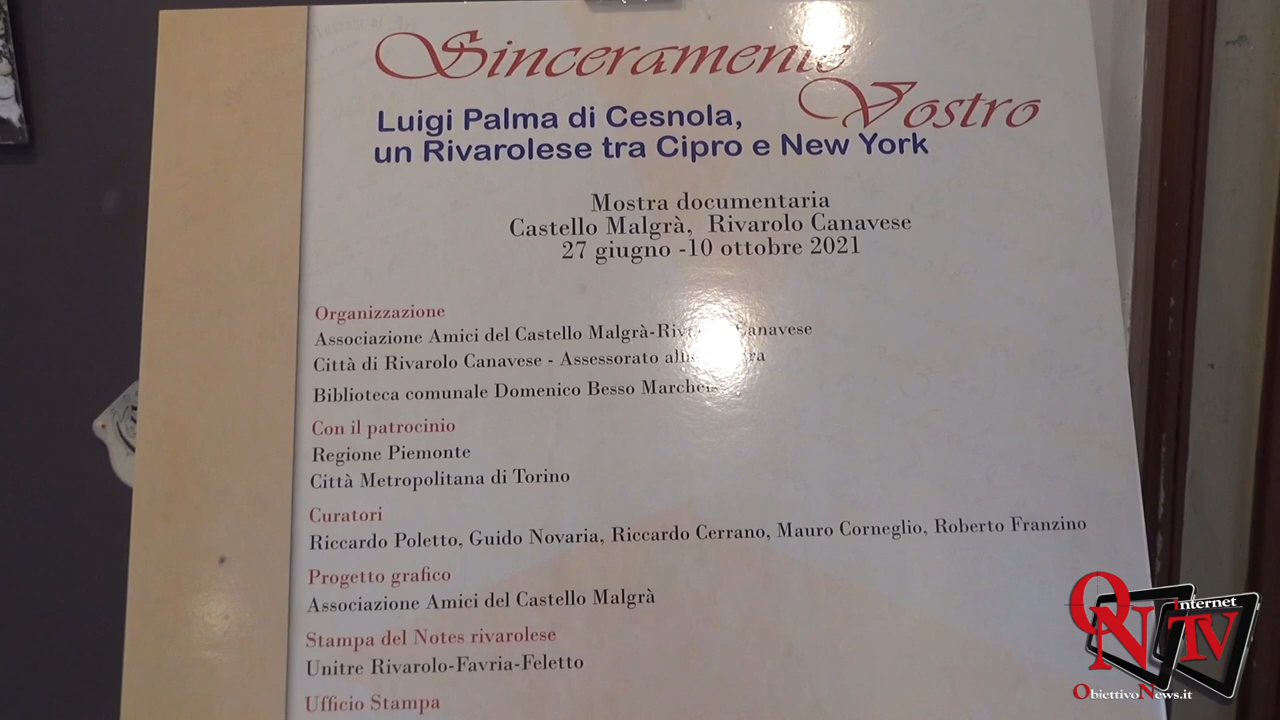 Sinceramente
Vostro
Luigi Palma di Cesnola,
un Rivarolese tra Cipro e New York
Mostra documentaria
Castello Malgrà, Rivarolo Canavese
27 giugno -10 ottobre 2021
Organizzazione
Associazione Amici del Castello Malgrà- Canavese
Città di Rivarolo Canavese - Assessorato
Biblioteca comunale Domenico Besso
Con il patrocinio
Regione Piemonte
Città Metropolitana di Torino
Curatori
Riccardo Poletto, Guido Novaria, Riccardo Cerrano, Mauro Corneglio, Roberto Franzino
Progetto grafico
Associazione Amici del Castello Malgrà
Stampa del Notes rivarolese
Unitre Rivarolo-Favria-Feletto
Ufficio Stampa
ON Internet TV
ObiettivoNews.it